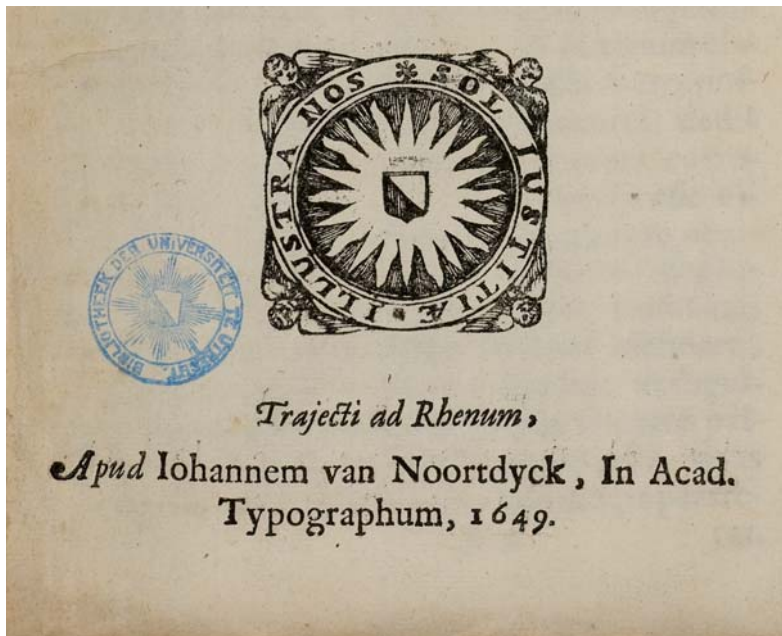 SOL JUSTITIÆ ILLUSTRA NOS
BIBLIOTHEEK DER UNIVERSITEIT TE UTRECHT.
Trajecti ad Rhenum,
Apud Iohannem van Noortdyck, In Acad.
Typographum, 1649.